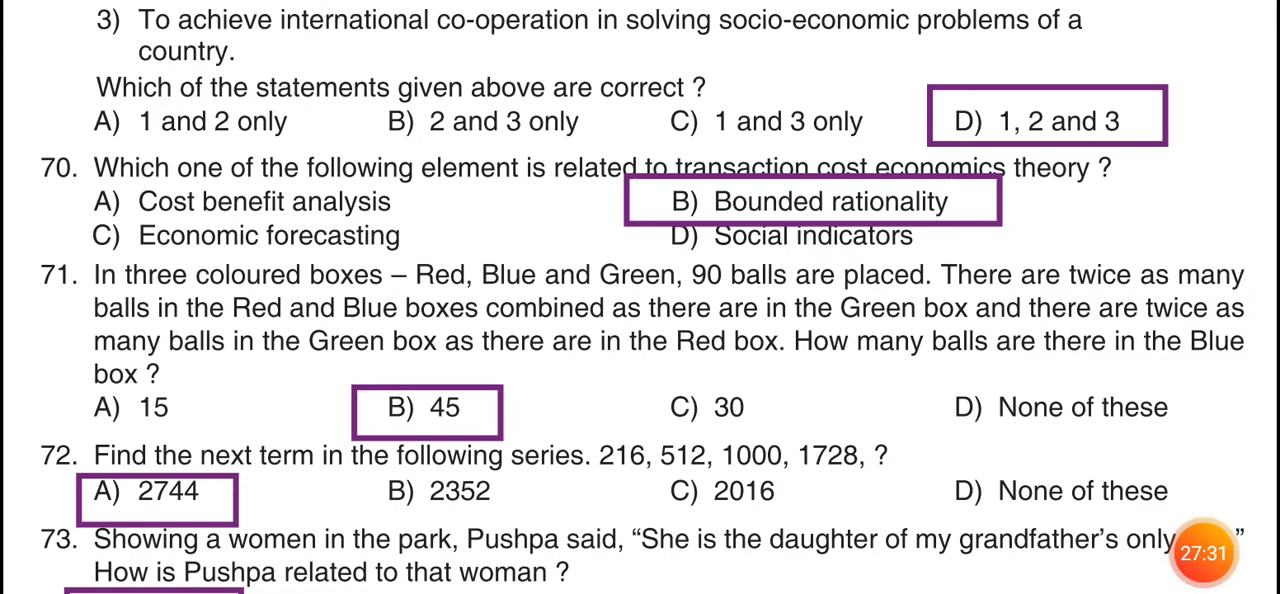 3) To achieve international co-operation in solving socio-economic problems of a
country.
Which of the statements given above are correct ?
A) 1 and 2 only B) 2 and 3 only C) 1 and 3 only D) 1, 2 and 3
70. Which one of the following element is related to transaction cost economics theory ?
A) Cost benefit analysis B) Bounded rationality
C) Economic forecasting D) Social indicators
71. In three coloured boxes – Red, Blue and Green, 90 balls are placed. There are twice as many
balls in the Red and Blue boxes combined as there are in the Green box and there are twice as
many balls in the Green box as there are in the Red box. How many balls are there in the Blue
box ?
A) 15 B) 45 C) 30 D) None of these
72. Find the next term in the following series. 216, 512, 1000, 1728, ?
A) 2744 B) 2352 C) 2016 D) None of these
73. Showing a women in the park, Pushpa said, “She is the daughter of my grandfather’s only ”
27:31
How is Pushpa related to that woman ?